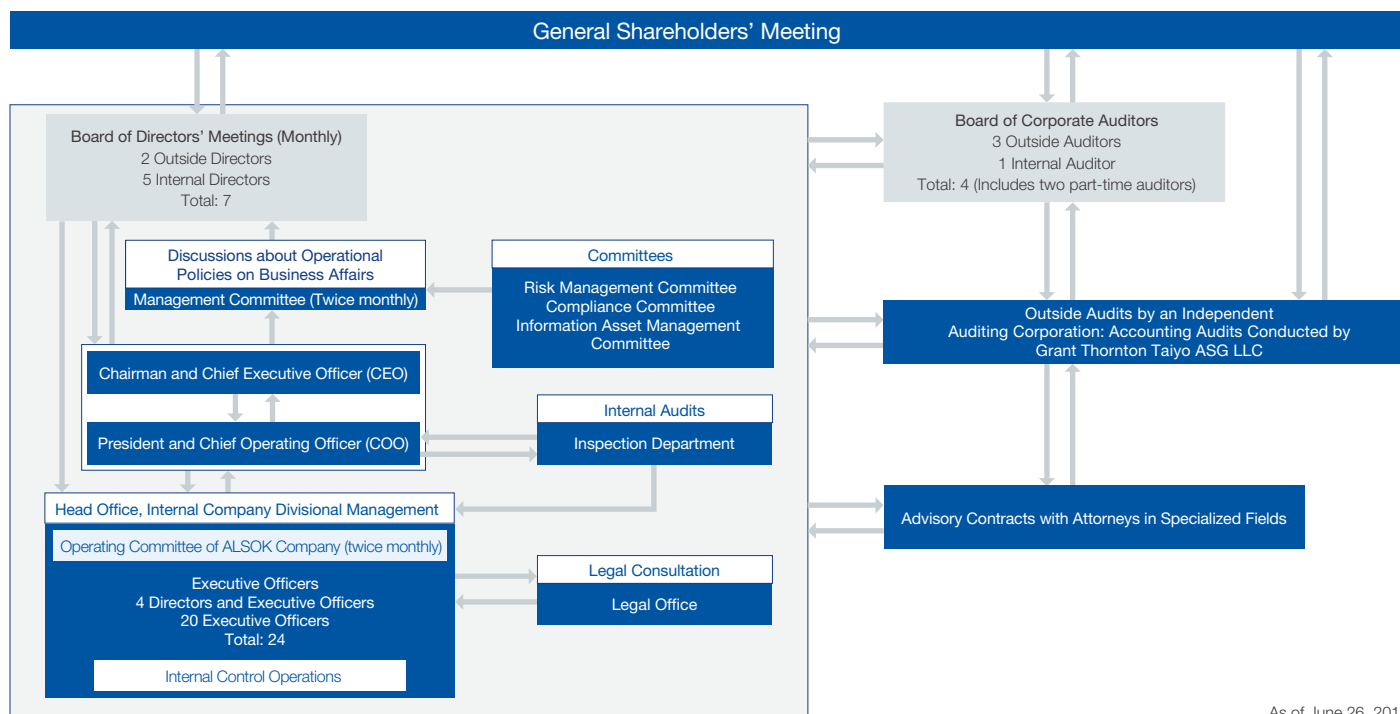 General Shareholders' Meeting
Board of Directors' Meetings (Monthly)
2 Outside Directors
5 Internal Directors
Total: 7
Board of Corporate Auditors
3 Outside Auditors
1 Internal Auditor
Total: 4 (Includes two part-time auditors)
Discussions about Operational
Policies on Business Affairs
Management Committee (Twice monthly)
Committees
Risk Management Committee
Compliance Committee
Information Asset Management
Committee
Outside Audits by an Independent
Auditing Corporation: Accounting Audits Conducted by
Grant Thornton Taiyo ASG LLC
Chairman and Chief Executive Officer (CEO)
President and Chief Operating Officer (COO)
Internal Audits
Inspection Department
Head Office, Internal Company Divisional Management
Operating Committee of ALSOK Company (twice monthly)
Executive Officers
4 Directors and Executive Officers
20 Executive Officers
Total: 24
Internal Control Operations
Legal Consultation
Legal Office
Advisory Contracts with Attorneys in Specialized Fields
As of June 26, 201